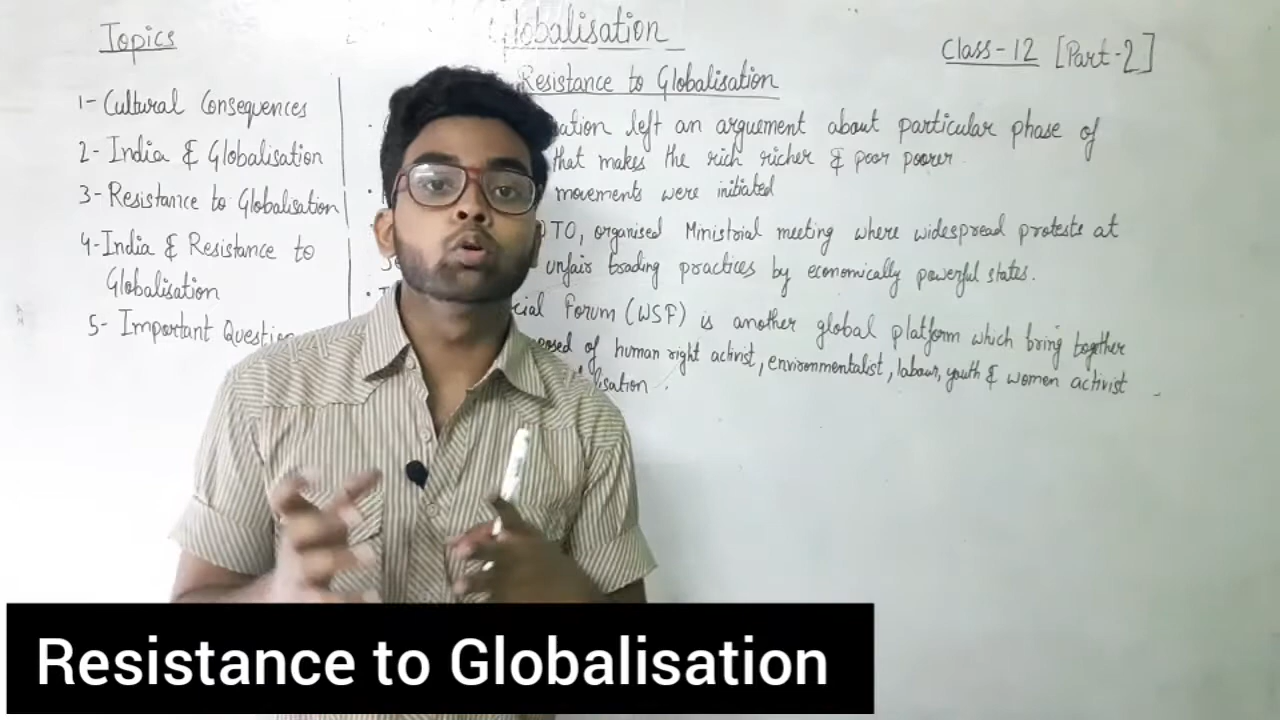 Topics
1- Cultural Consequences
2- India & Globalisation
3- Resistance to Globalisation
4-India & Resistance to
Globalisation
5- Important Question
Globalisation
Class-12 [Part-2]
Resistance to Globalisation
left an arguement about particular phase of
that makes the rich richer & poor poorer
movements were initiated
TO, organised Ministrial meeting where widespread protests at
unfair trading practices by economically powerful states.
Forum (WSF) is another global platform which bring together
of human right activist, environmentalist, labour, youth & women activist
Resistance to Globalisation